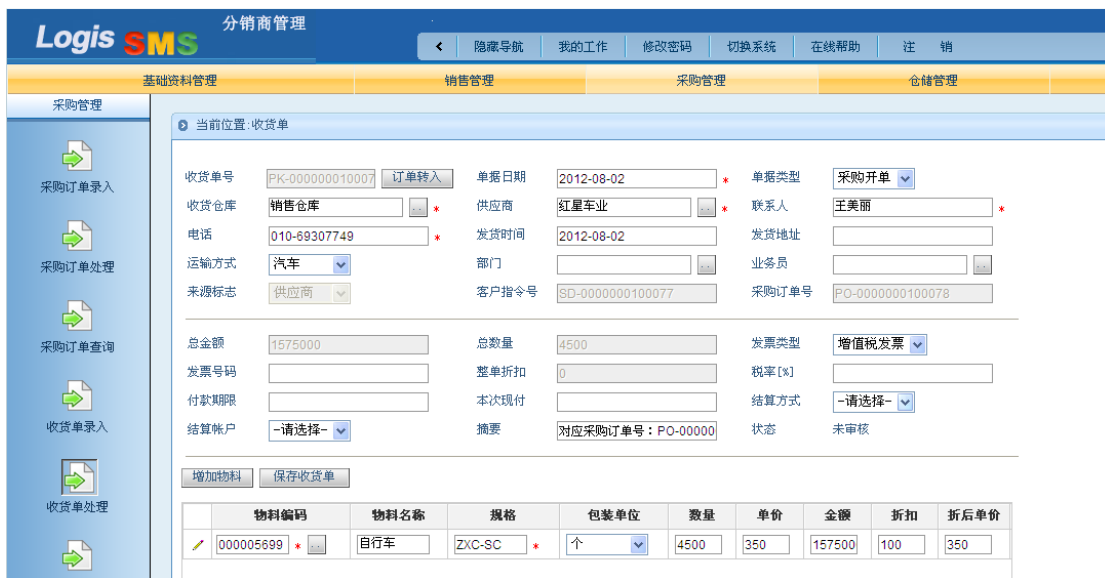 Logis SMS 分销商管理
隐藏导航 我的工作 修改密码 切换系统 在线帮助 注 销
基础资料管理 销售管理 采购管理 仓储管理
采购管理
当前位置:收货单
采购订单录入
采购订单处理
采购订单查询
收货单录入
收货单处理
收货单号 PK-000000010007 订单转入 单据日期 2012-08-02 * 单据类型 采购开单
收货仓库 销售仓库 .. * 供应商 红星车业 .. * 联系人 王美丽 *
电话 010-69307749 * 发货时间 2012-08-02 发货地址
运输方式 汽车 部门 .. 业务员 ..
来源标志 供应商 客户指令号 SD-0000000100077 采购订单号 PO-0000000100078
总金额 1575000 总数量 4500 发票类型 增值税发票
发票号码 整单折扣 0 税率[%]
付款期限 本次现付 结算方式 -请选择-
结算帐户 -请选择- 摘要 对应采购订单号：PO-00000 状态 未审核
增加物料 保存收货单
物料编码 物料名称 规格 包装单位 数量 单价 金额 折扣 折后单价
000005699 * .. 自行车 ZXC-SC * 个 4500 350 157500 100 350